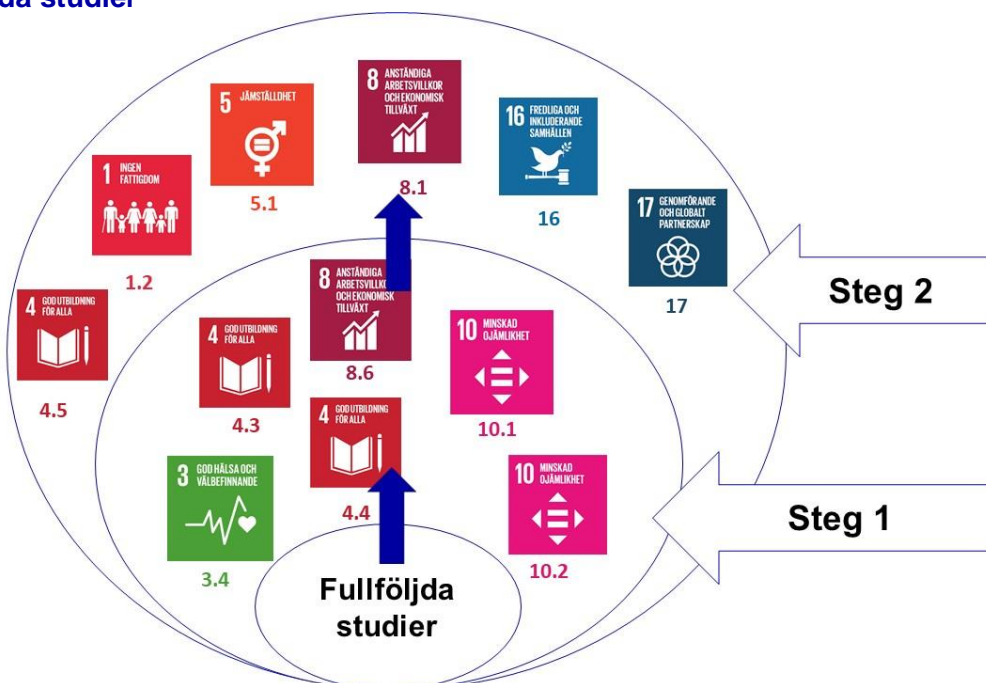 da studier
8 ANSTÄNDIGA
ARBETSVILLKOR
OCH EKONOMISK
TILLVÄXT
8.1
5 JÄMSTÄLLDHET
5.1
16 FREDLIGA OCH
INKLUDERANDE
SAMHÄLLEN
16
1 INGEN
FATTIGDOM
1.2
17 GENOMFÖRANDE
OCH GLOBALT
PARTNERSKAP
17
Steg 2
4 GOD UTBILDNING
FÖR ALLA
4.5
8 ANSTÄNDIGA
ARBETSVILLKO
OCH EKONOMISK
TILLVÄXT
8.6
4 GOD UTBILDNING
FÖR ALLA
4.3
10 MINSKAD
OJÄMLIKHET
10.1
4 GOD UTBILDNING
FÖR ALLA
4.4
3 GOD HÄLSA OCH
VÄLBEFINNANDE
3.4
10 MINSKAD
OJÄMLIKHET
10.2
Steg 1
Fullföljda
studier